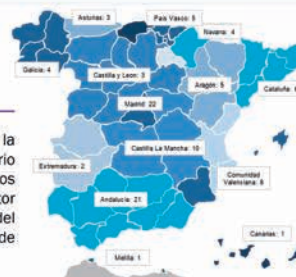 Asturias: 3
País Vasco: 5
Navarra: 4
Galicia: 4
Castilla y Leon: 3
Aragón: 5
Cataluña:
Madrid: 22
la
rio
Castilla La Mancha: 10
os
Extremadura: 2
tor
Comunidad
Valenciana: 8
del
Andalucía: 21
de
Canarias: 1
Melilla: 1